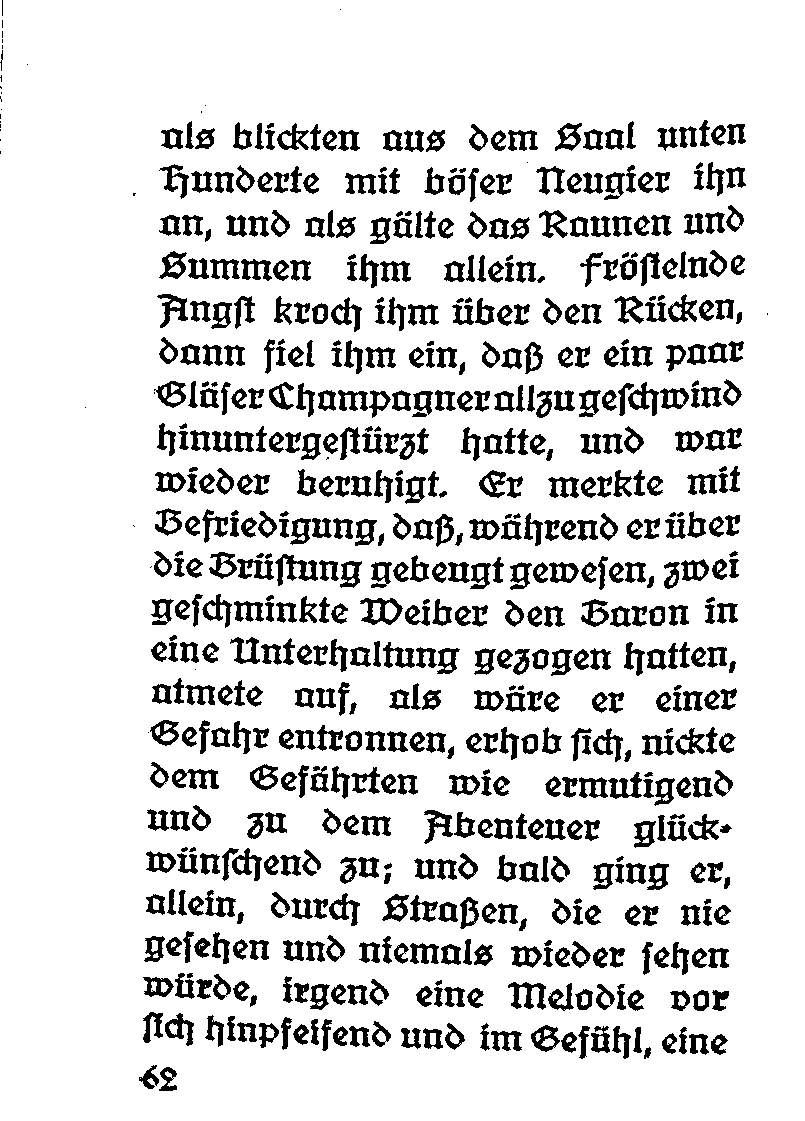 als blickten aus dem Saal unten
Hunderte mit böser Neugier ihn
an, und als gälte das Raunen und
Summen ihm allein. Fröstelnde
Angst kroch ihm über den Rücken,
dann fiel ihm ein, daß er ein paar
Gläser Champagner allzu geschwind
hinuntergestürzt hatte, und war
wieder beruhigt. Er merkte mit
Befriedigung, daß, während er über
die Brüstung gebeugt gewesen, zwei
geschminkte Weiber den Baron in
eine Unterhaltung gezogen hatten,
atmete auf, als wäre er einer
Gefahr entronnen, erhob sich, nickte
dem Gefährten wie ermutigend
und zu dem Abenteuer glück-
wünschend zu; und bald ging er,
allein, durch Straßen, die er nie
gesehen und niemals wieder sehen
würde, irgend eine Melodie vor
sich hinpfeifend und im Gefühl, eine
62